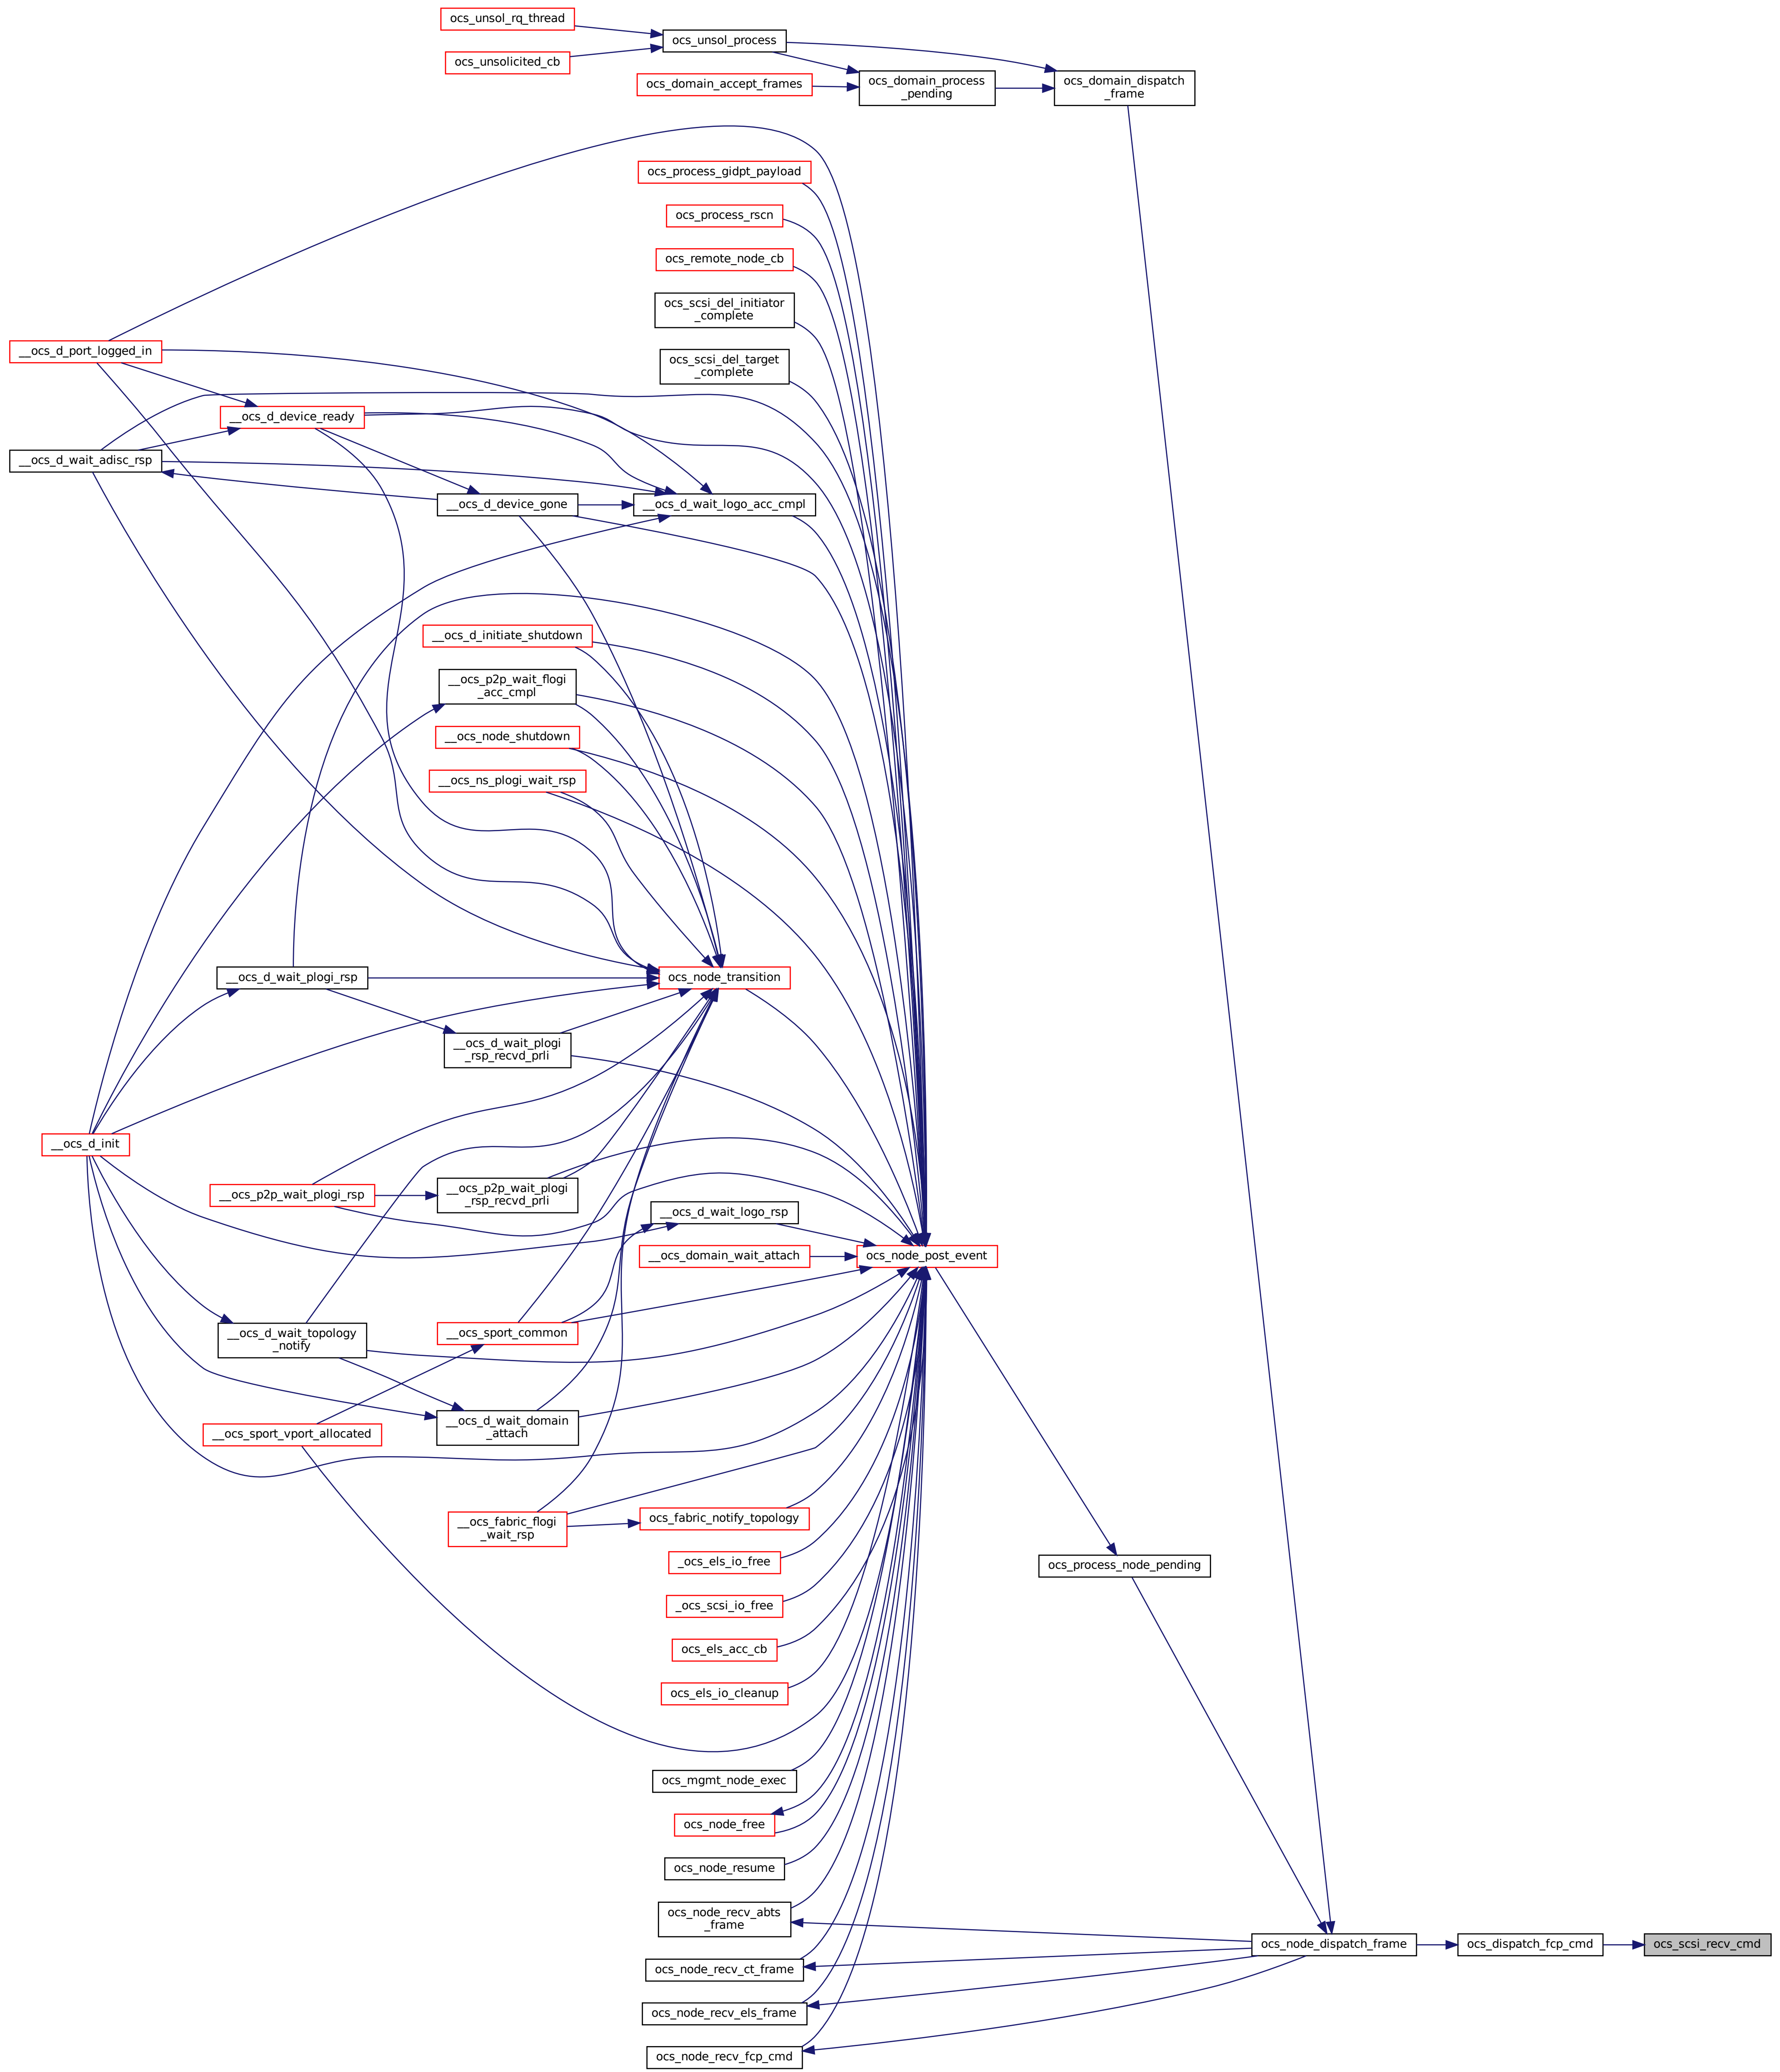 ocs_unsol_rq_thread
ocs_unsol_process
ocs_unsolicited_cb
ocs_domain_accept_frames
ocs_domain_process
_pending
ocs_domain_dispatch
_frame
ocs_process_gidpt_payload
ocs_process_rscn
ocs_remote_node_cb
ocs_scsi_del_initiator
_complete
__ocs_d_port_logged_in
ocs_scsi_del_target
_complete
__ocs_d_device_ready
__ocs_d_wait_adisc_rsp
__ocs_d_device_gone
__ocs_d_wait_logo_acc_cmpl
__ocs_d_initiate_shutdown
__ocs_p2p_wait_flogi
_acc_cmpl
__ocs_node_shutdown
__ocs_ns_plogi_wait_rsp
__ocs_d_wait_plogi_rsp
ocs_node_transition
__ocs_d_wait_plogi
_rsp_recvd_prli
__ocs_d_init
__ocs_p2p_wait_plogi_rsp
__ocs_p2p_wait_plogi
_rsp_recvd_prli
__ocs_d_wait_logo_rsp
__ocs_domain_wait_attach
ocs_node_post_event
__ocs_d_wait_topology
_notify
__ocs_sport_common
__ocs_sport_vport_allocated
__ocs_d_wait_domain
_attach
__ocs_fabric_flogi
_wait_rsp
ocs_fabric_notify_topology
_ocs_els_io_free
ocs_process_node_pending
_ocs_scsi_io_free
ocs_els_acc_cb
ocs_els_io_cleanup
ocs_mgmt_node_exec
ocs_node_free
ocs_node_resume
ocs_node_recv_abts
_frame
ocs_node_dispatch_frame
ocs_dispatch_fcp_cmd
ocs_scsi_recv_cmd
ocs_node_recv_ct_frame
ocs_node_recv_els_frame
ocs_node_recv_fcp_cmd